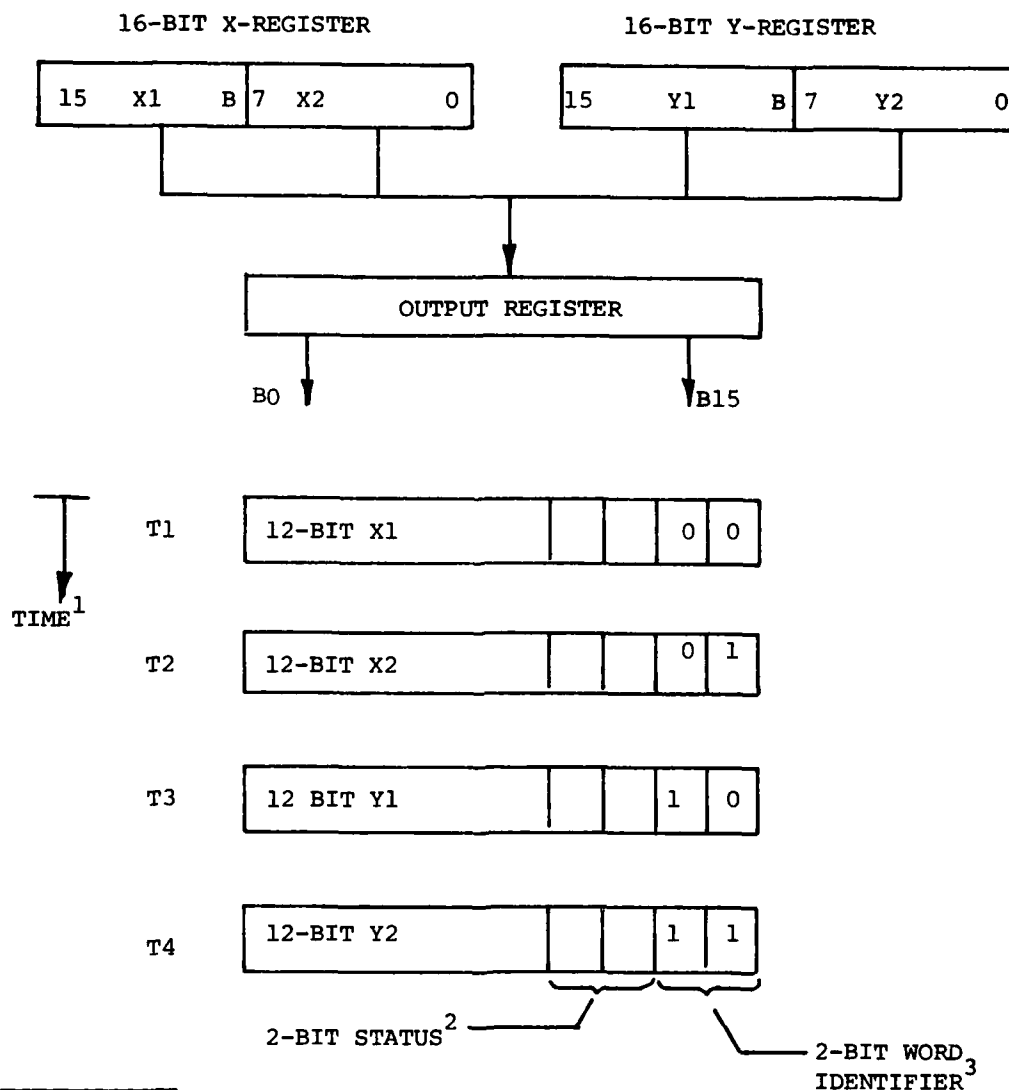 16-BIT X-REGISTER 16-BIT Y-REGISTER
15 X1 B 7 X2 0 15 Y1 B 7 Y2 0
OUTPUT REGISTER
B0 B15
T1 12-BIT X1 0 0
TIME1
T2 12-BIT X2 0 1
T3 12 BIT Y1 1 0
T4 12-BIT Y2 1 1
2-BIT STATUS2
2-BIT WORD
IDENTIFIER3